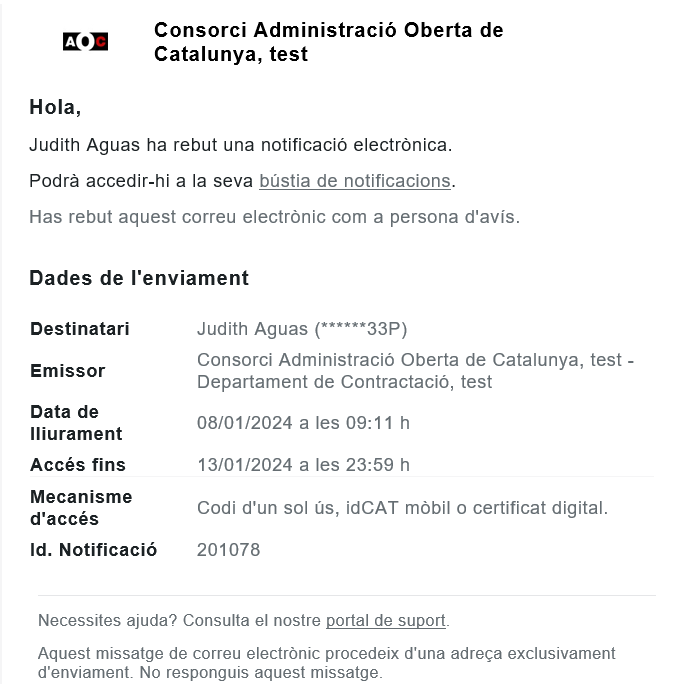 AOC
Consorci Administració Oberta de
Catalunya, test
Hola,
Judith Aguas ha rebut una notificació electrònica.
Podrà accedir-hi a la seva bústia de notificacions.
Has rebut aquest correu electrònic com a persona d'avís.
Dades de l'enviament
Destinatari Judith Aguas (******33P)
Emissor Consorci Administració Oberta de Catalunya, test -
Departament de Contractació, test
Data de
lliurament 08/01/2024 a les 09:11 h
Accés fins 13/01/2024 a les 23:59 h
Mecanisme
d'accés Codi d'un sol ús, idCAT mòbil o certificat digital.
Id. Notificació 201078
Necessites ajuda? Consulta el nostre portal de suport.
Aquest missatge de correu electrònic procedeix d'una adreça exclusivament
d'enviament. No responguis aquest missatge.